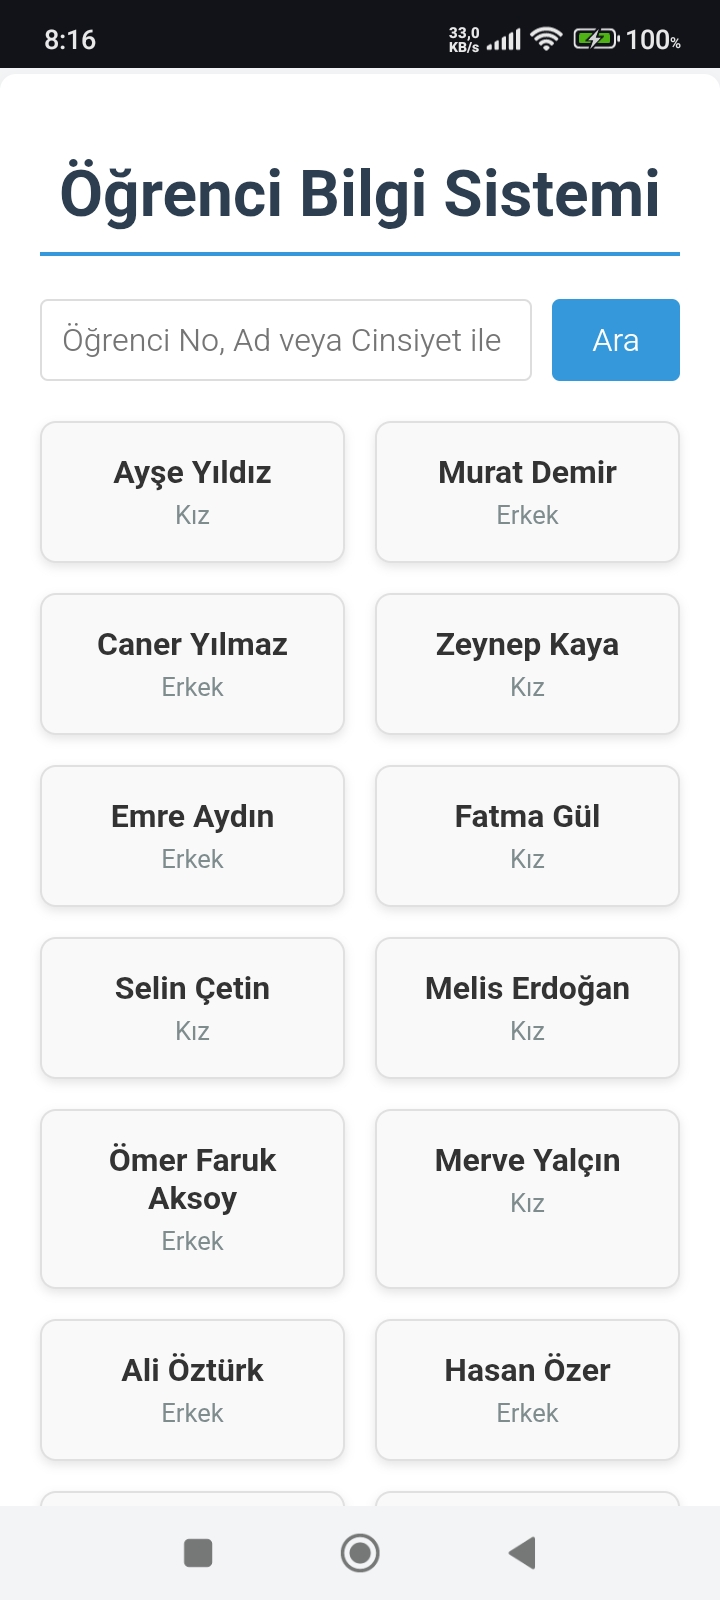 8:16
33,0
KB/s
100%
Öğrenci Bilgi Sistemi
Öğrenci No, Ad veya Cinsiyet ile
Ara
Ayşe Yıldız
Kız
Murat Demir
Erkek
Caner Yılmaz
Erkek
Zeynep Kaya
Kız
Emre Aydın
Erkek
Fatma Gül
Kız
Selin Çetin
Kız
Melis Erdoğan
Kız
Ömer Faruk
Aksoy
Erkek
Merve Yalçın
Kız
Ali Öztürk
Erkek
Hasan Özer
Erkek